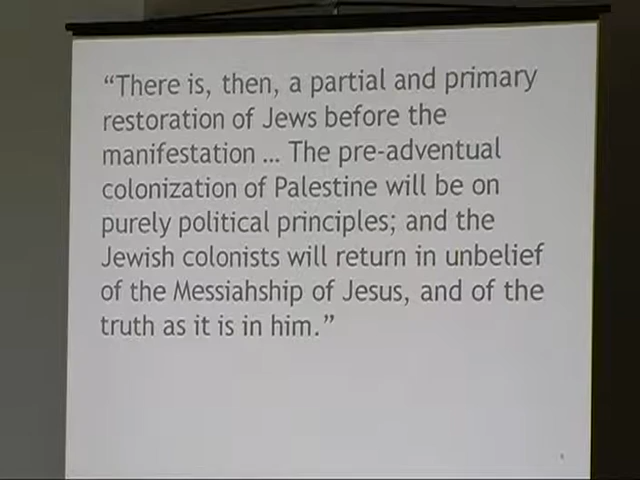 “There is, then, a partial and primary
restoration of Jews before the
manifestation … The pre-adventual
colonization of Palestine will be on
purely political principles; and the
Jewish colonists will return in unbelief
of the Messiahship of Jesus, and of the
truth as it is in him.”